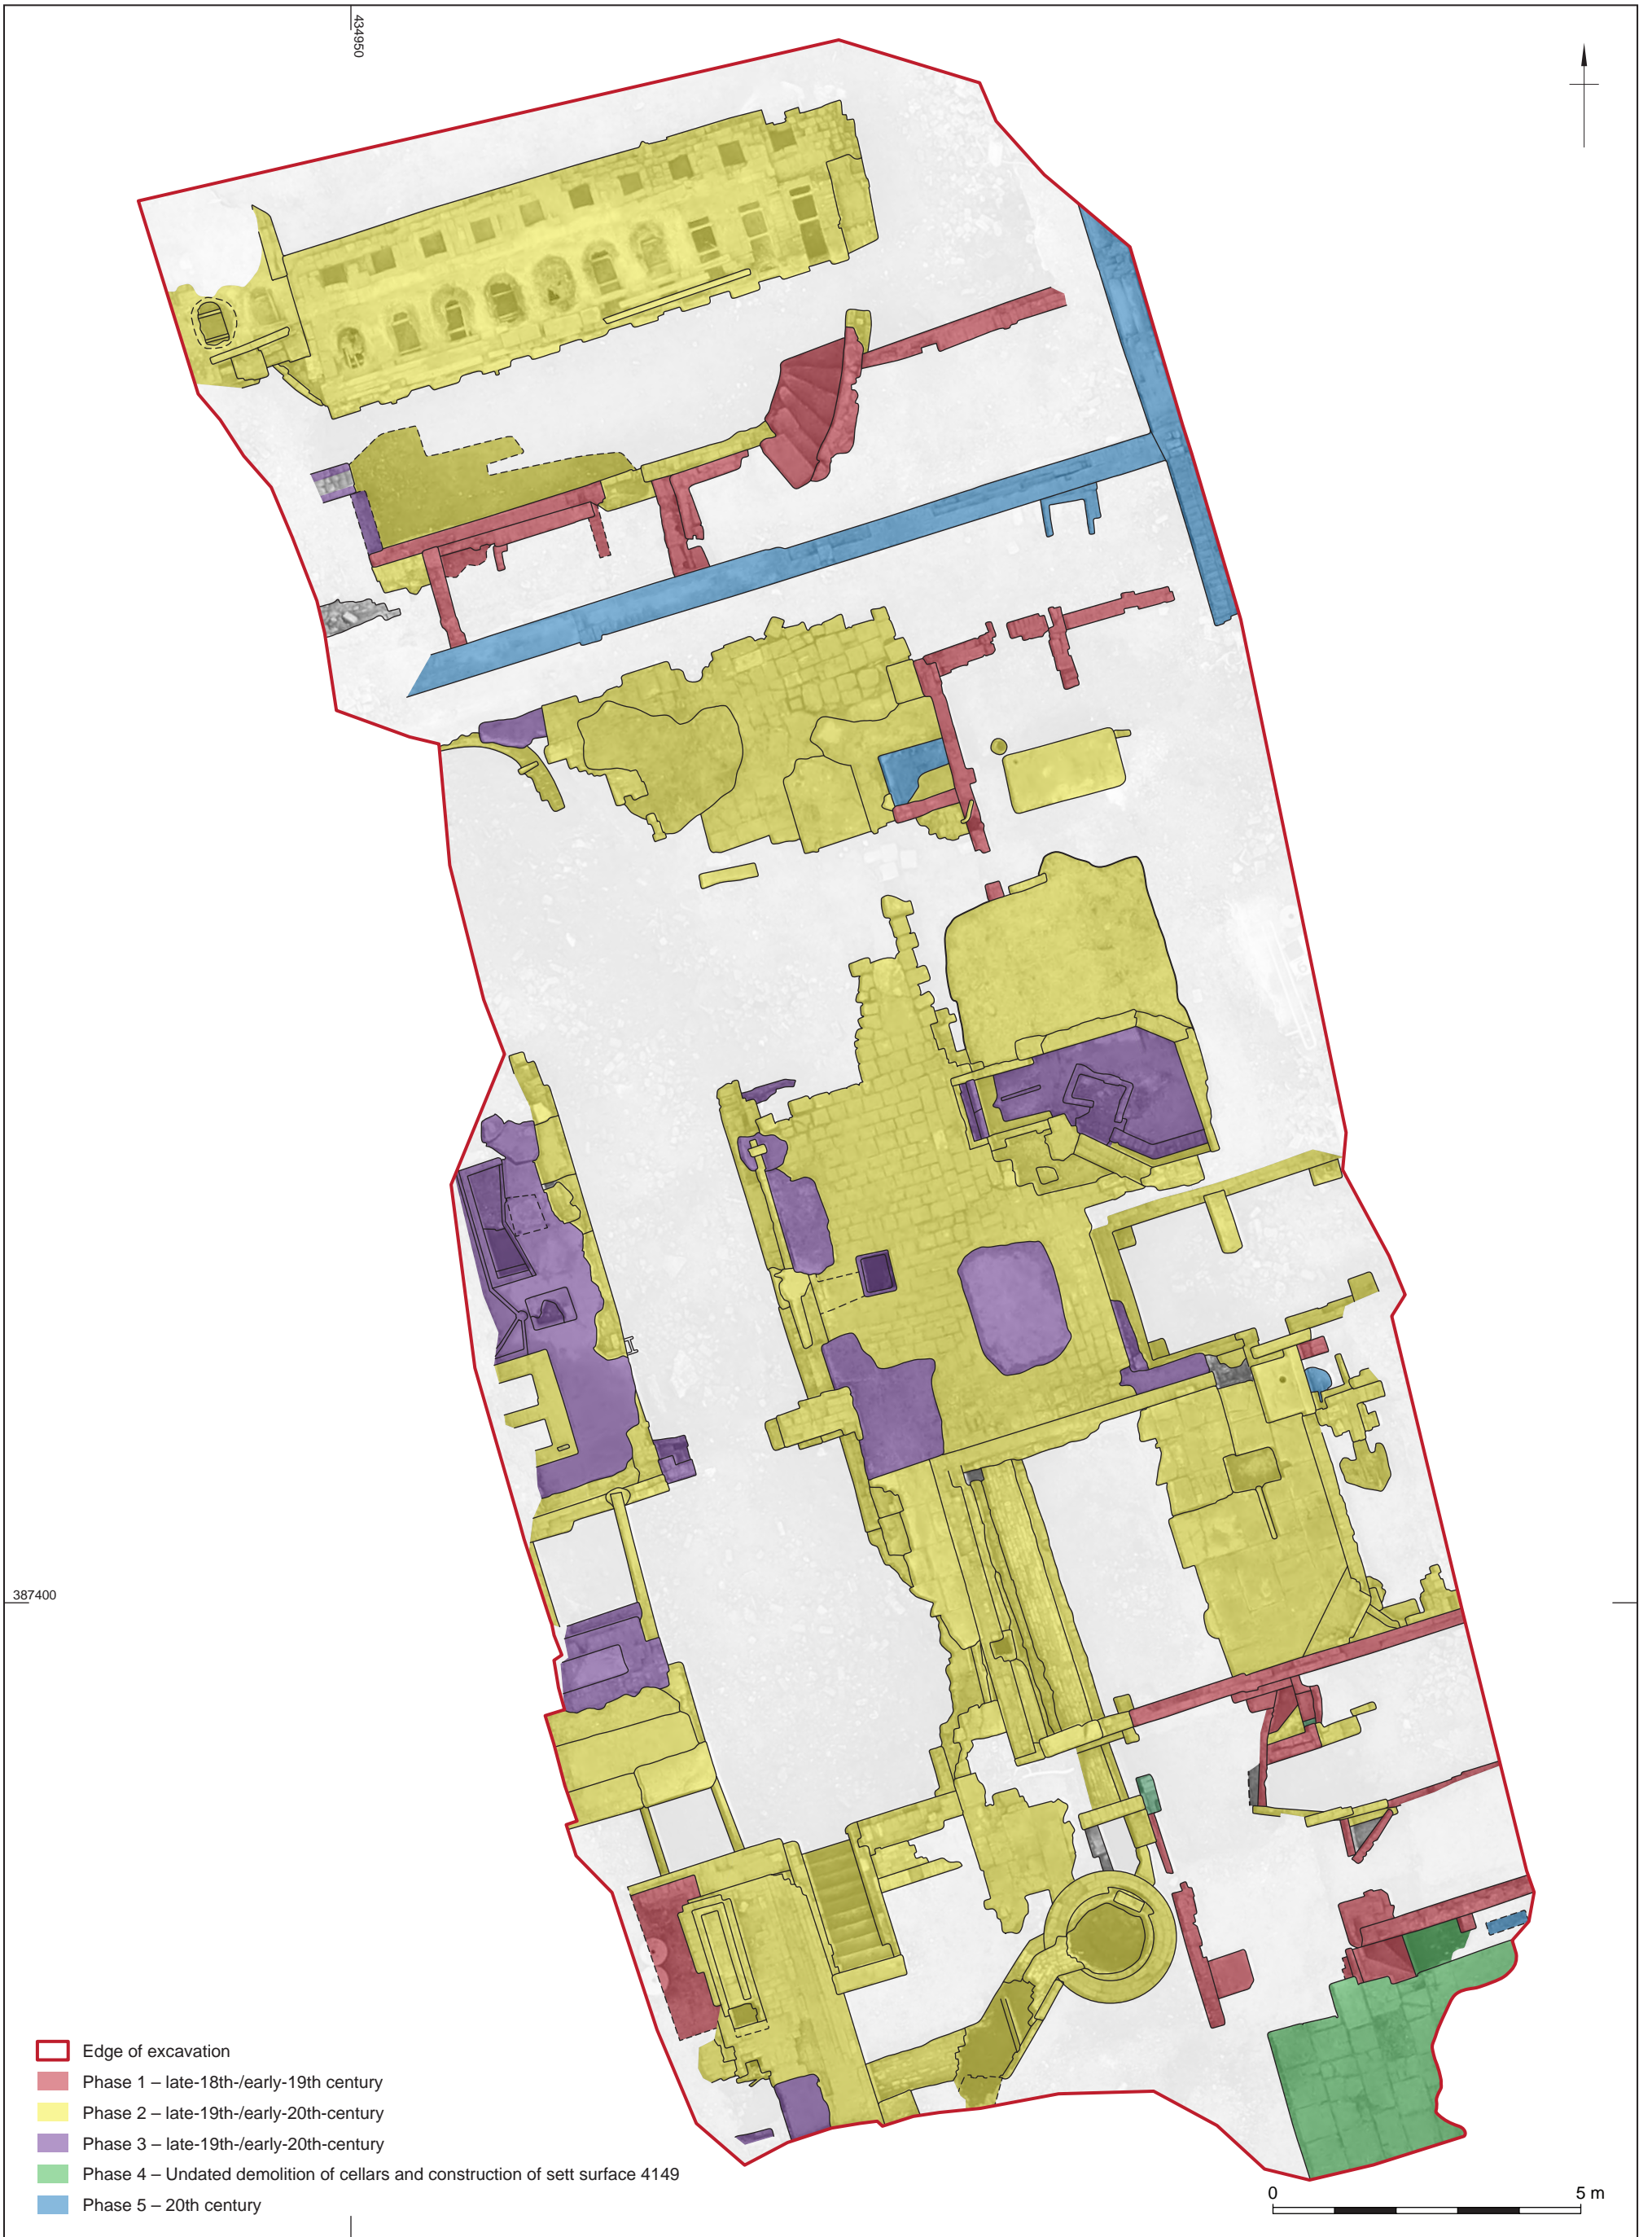 434950
387400
Edge of excavation
Phase 1 – late-18th-/early-19th century
Phase 2 – late-19th-/early-20th-century
Phase 3 – late-19th-/early-20th-century
Phase 4 – Undated demolition of cellars and construction of sett surface 4149
Phase 5 – 20th century
0 5 m